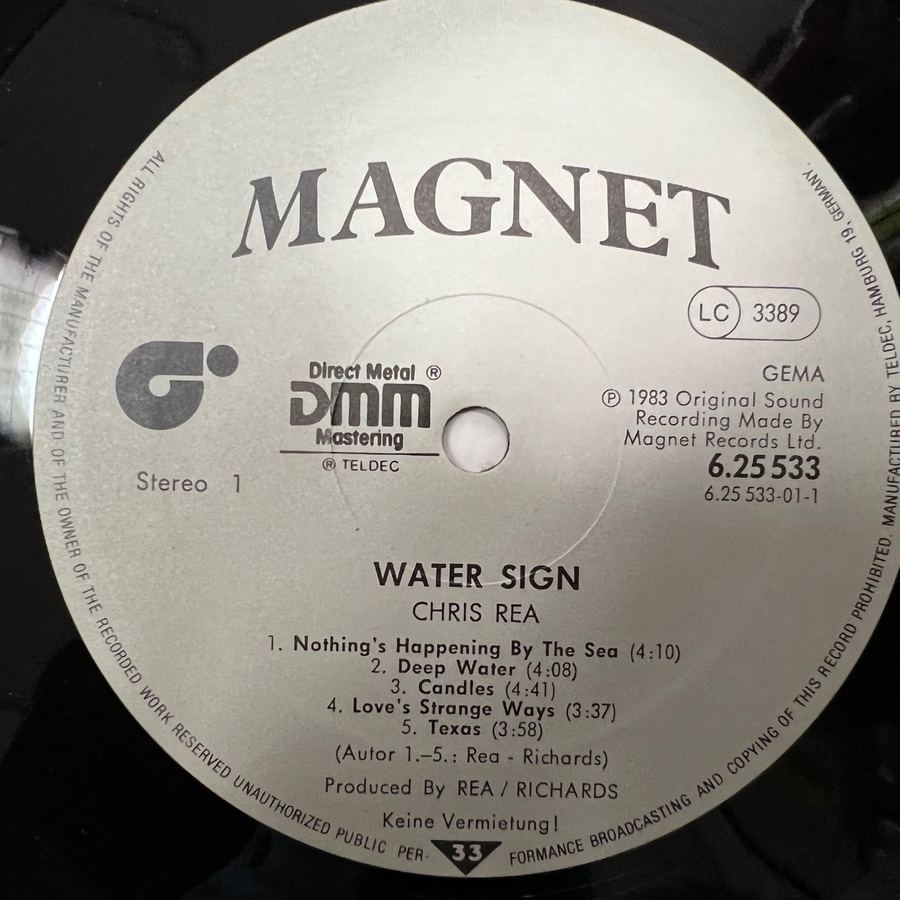 MAGNET
LC 3389
GEMA
Ⓟ 1983 Original Sound
Recording Made By
Magnet Records Ltd.
6.25 533
6.25 533-01-1
Direct Metal ®
DMM
Mastering
® TELDEC
Stereo 1
WATER SIGN
CHRIS REA
1. Nothing's Happening By The Sea (4:10)
2. Deep Water (4:08)
3. Candles (4:41)
4. Love's Strange Ways (3:37)
5. Texas (3:58)
(Autor 1.–5.: Rea - Richards)
Produced By REA / RICHARDS
Keine Vermietung!
33
ALL RIGHTS OF THE MANUFACTURER AND OF THE OWNER OF THE RECORDED WORK RESERVED UNAUTHORIZED PUBLIC PER-
FORMANCE BROADCASTING AND COPYING OF THIS RECORD PROHIBITED. MANUFACTURED BY TELDEC, HAMBURG 19, GERMANY.